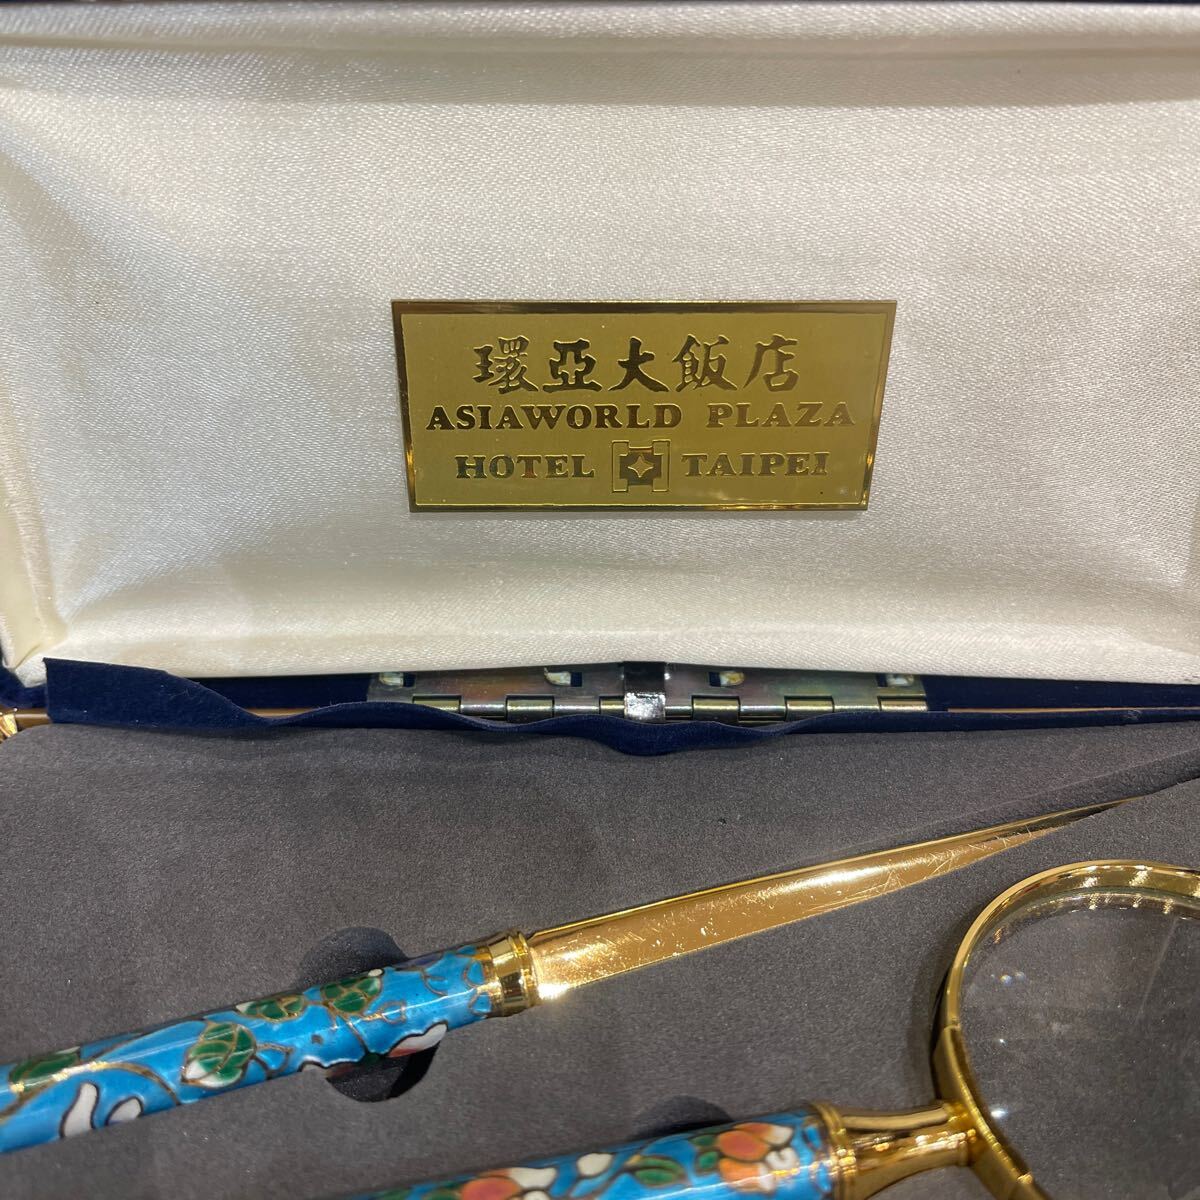 環亞大飯店
ASIAWORLD PLAZA
HOTEL TAIPEI